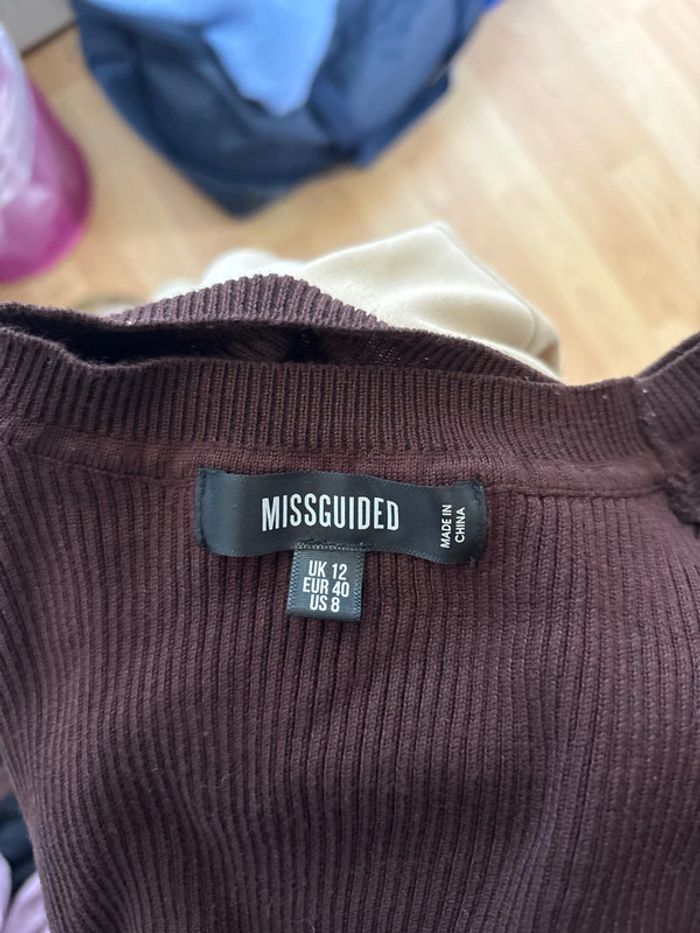 MISSGUIDED
MADE IN
CHINA
UK 12
EUR 40
US 8